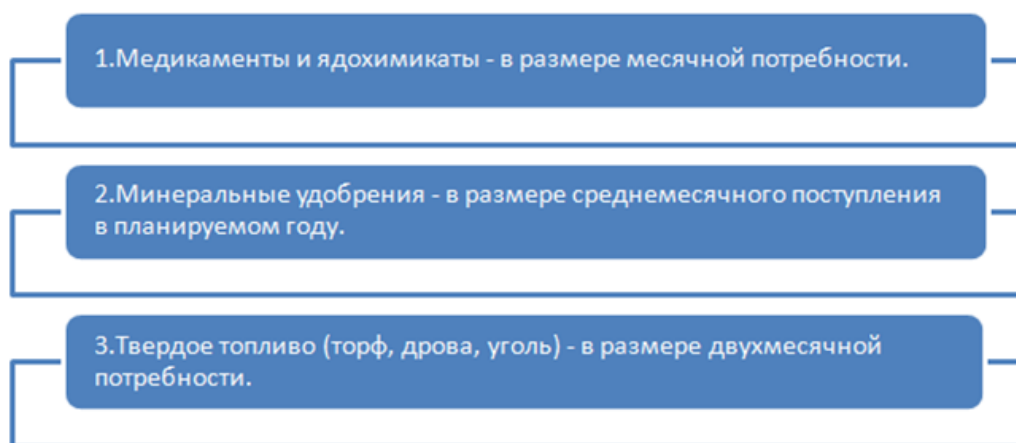 1.Медикаменты и ядохимикаты - в размере месячной потребности.
2.Минеральные удобрения - в размере среднемесячного поступления
в планируемом году.
3.Твердое топливо (торф, дрова, уголь) - в размере двухмесячной
потребности.